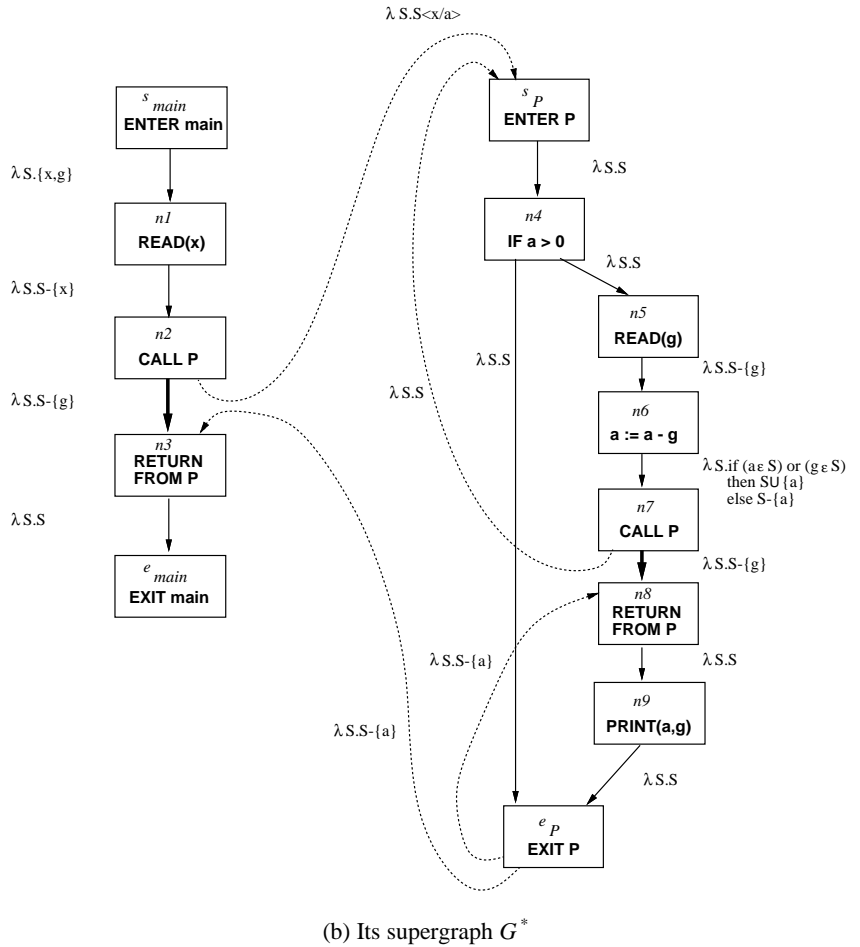 λ S.S<x/a>
s main
ENTER main
λ S.{x,g}
n1
READ(x)
λ S.S-{x}
n2
CALL P
λ S.S-{g}
n3
RETURN
FROM P
λ S.S
e main
EXIT main
s P
ENTER P
λ S.S
n4
IF a > 0
λ S.S
n5
READ(g)
λ S.S
λ S.S
λ S.S-{g}
n6
a := a - g
λ S.if (a ε S) or (g ε S)
then S∪{a}
else S-{a}
n7
CALL P
λ S.S-{g}
n8
RETURN
FROM P
λ S.S-{a}
λ S.S
n9
PRINT(a,g)
λ S.S-{a}
λ S.S
e P
EXIT P
(b) Its supergraph G*